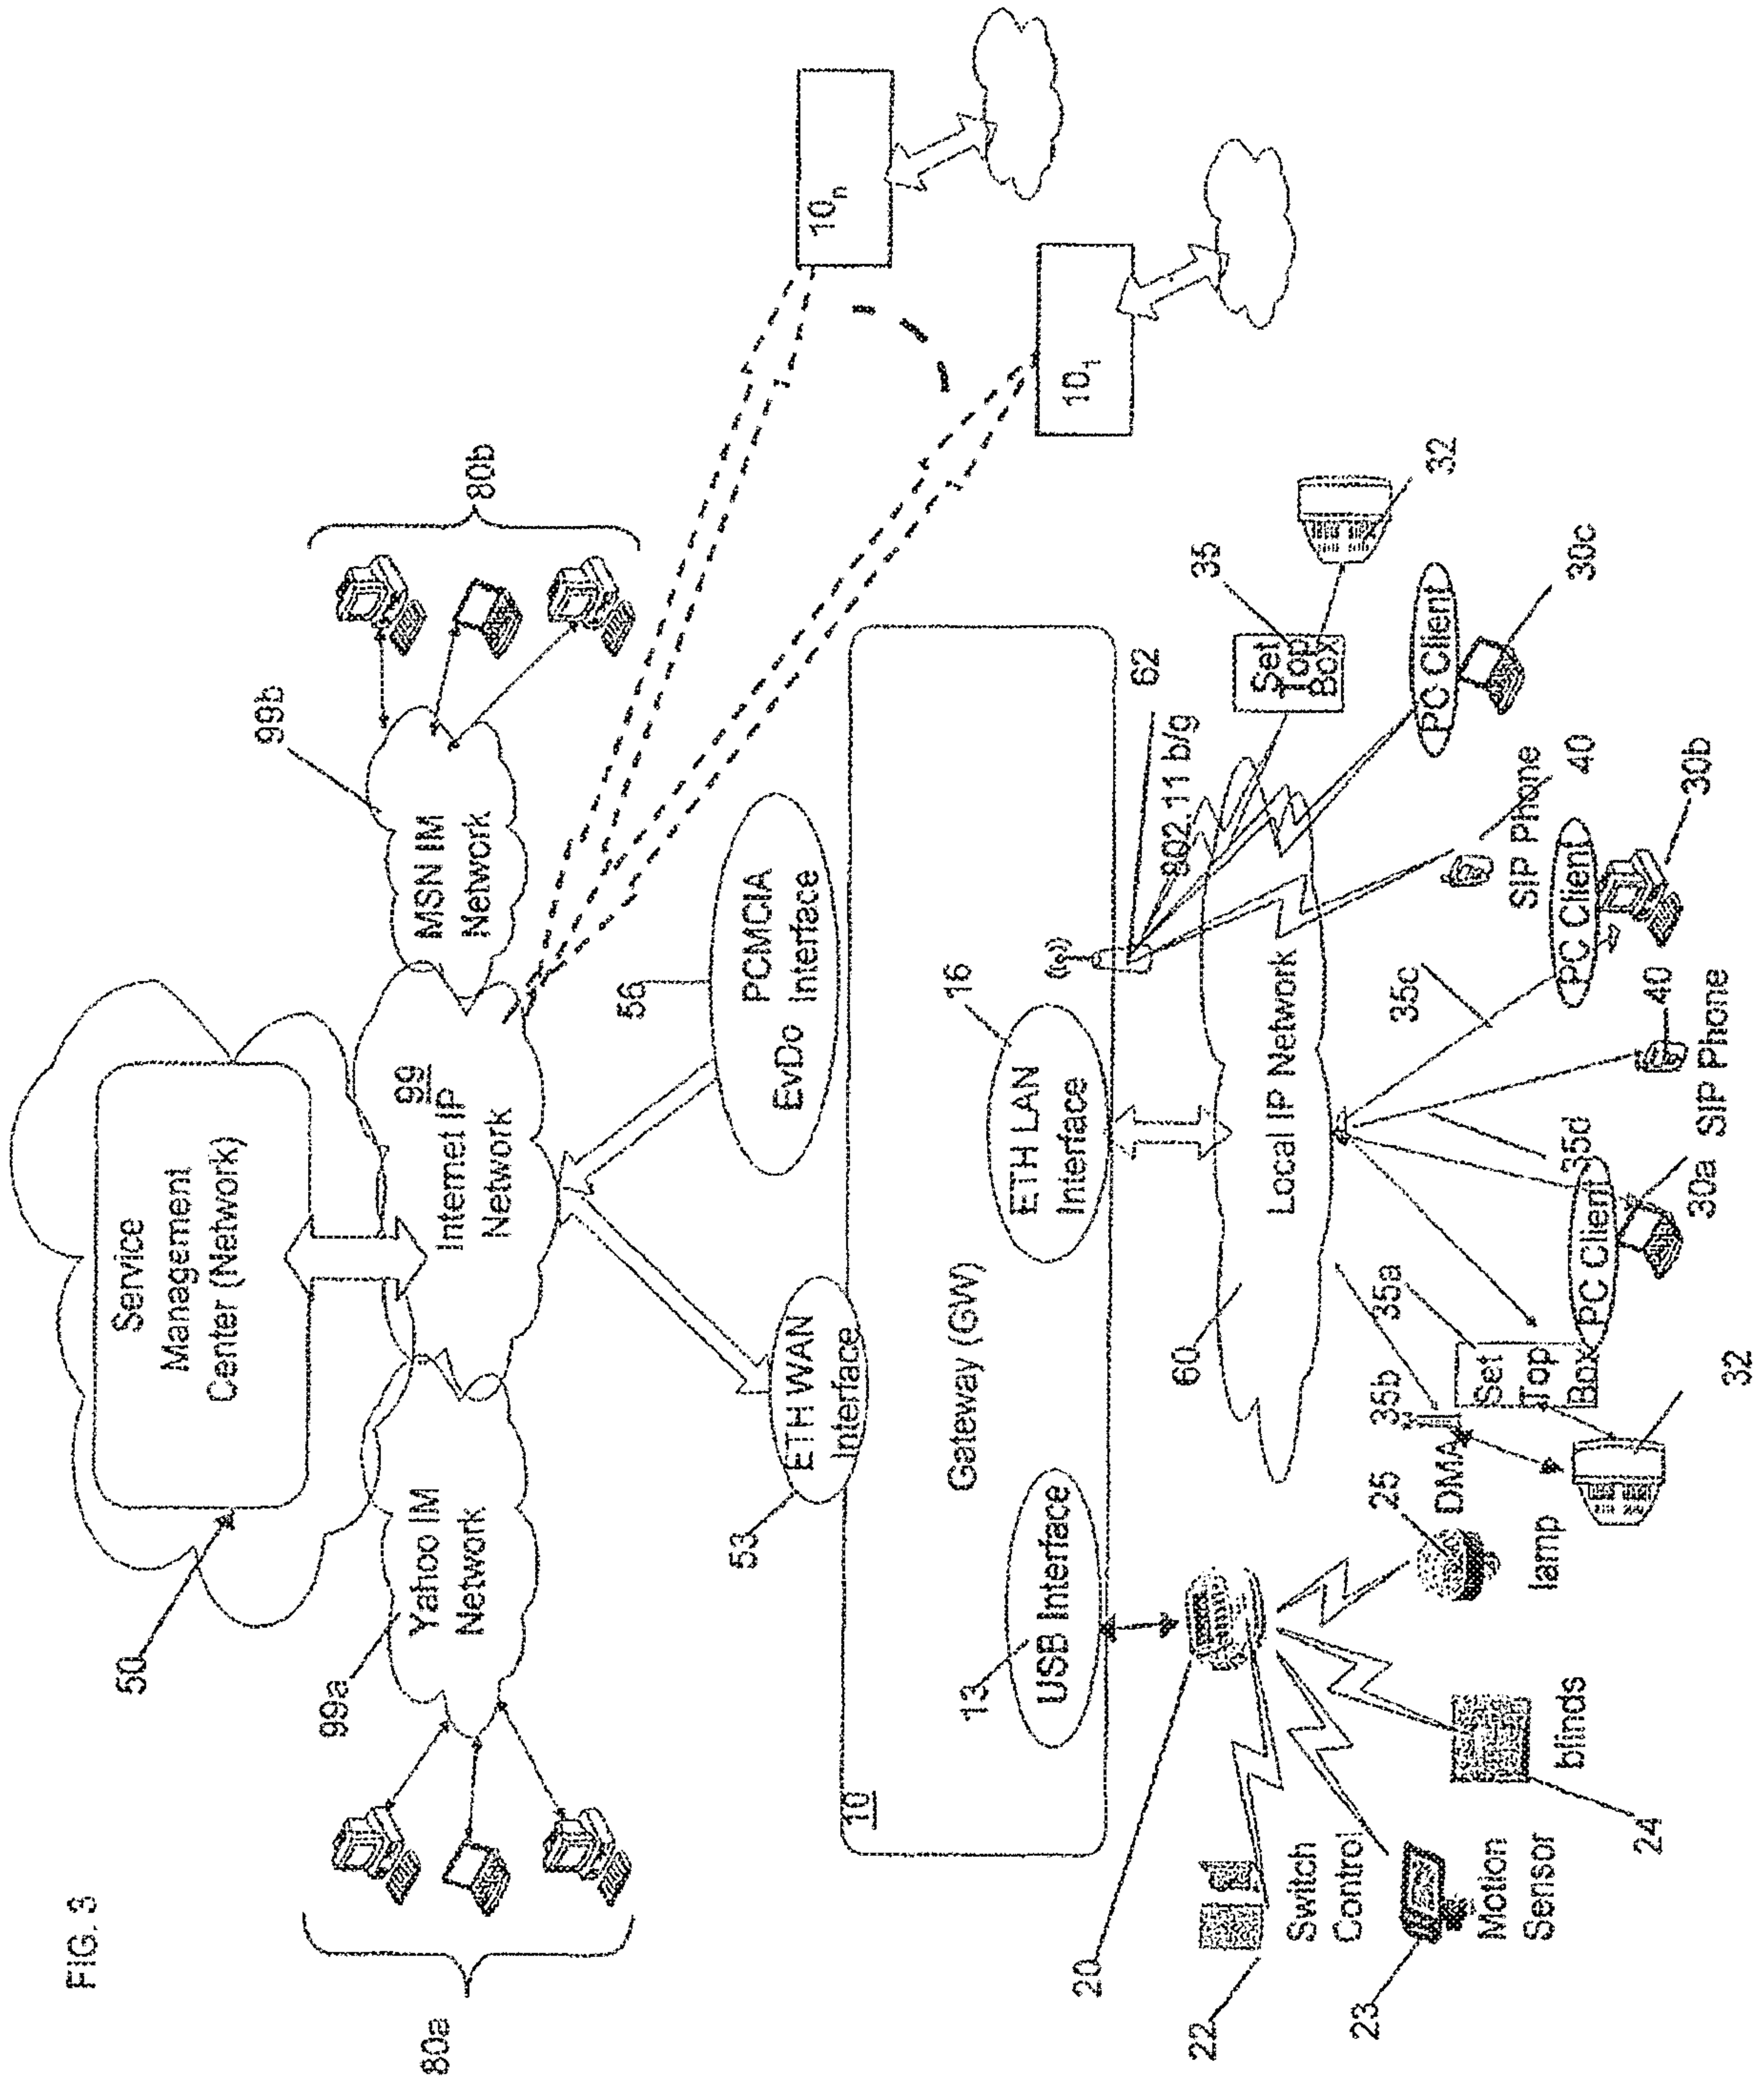 FIG. 3
50
Service
Management
Center (Network)
99a
99b
80a
80b
Yahoo IM
Network
99
Internet IP
Network
MSN IM
Network
53
56
ETH WAN
Interface
PCMCIA
EvDo Interface
10
Gateway (GW)
13
USB Interface
16
ETH LAN
Interface
10n
101
20
60
Local IP Network
62
802.11 b/g
22
Switch
Control
23
Motion
Sensor
24
blinds
25
lamp
DMA
35b
35a
Set
Top
Box
32
PC Client
30a
35d
SIP Phone
40
35c
PC Client
30b
SIP Phone
40
PC Client
30c
35
Set
Top
Box
32